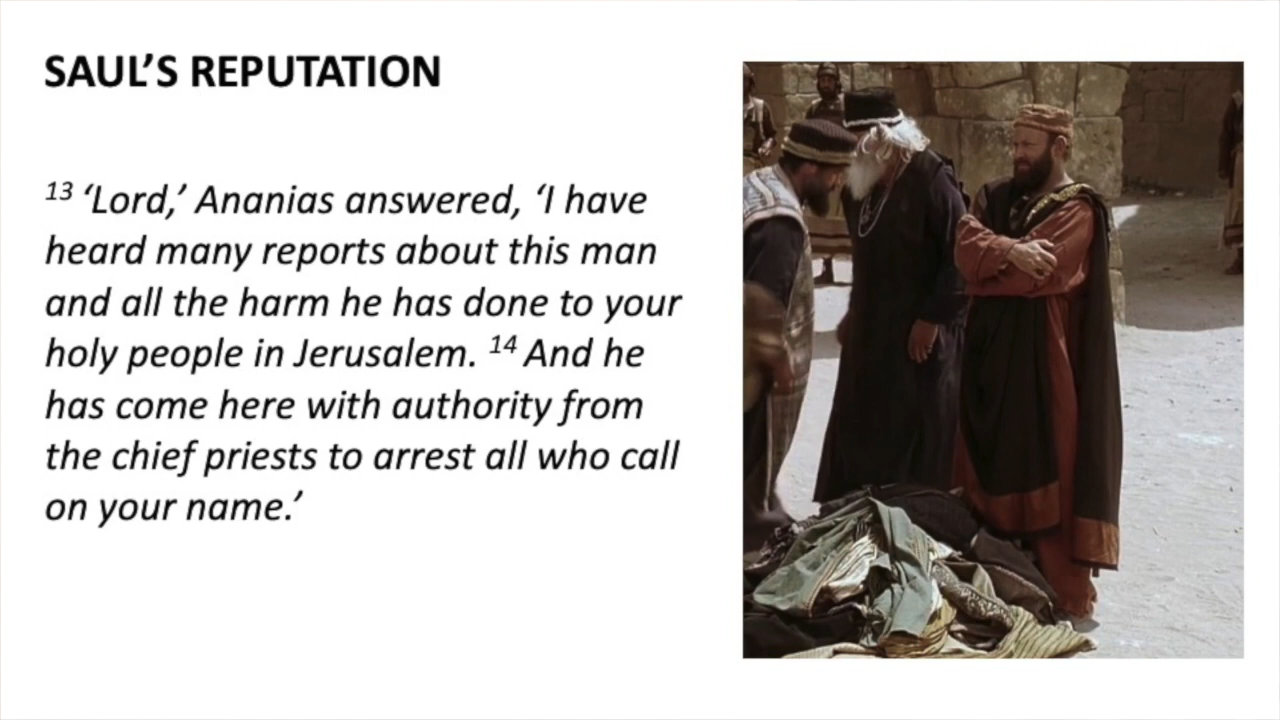 SAUL’S REPUTATION
13 ‘Lord,’ Ananias answered, ‘I have
heard many reports about this man
and all the harm he has done to your
holy people in Jerusalem. 14 And he
has come here with authority from
the chief priests to arrest all who call
on your name.’